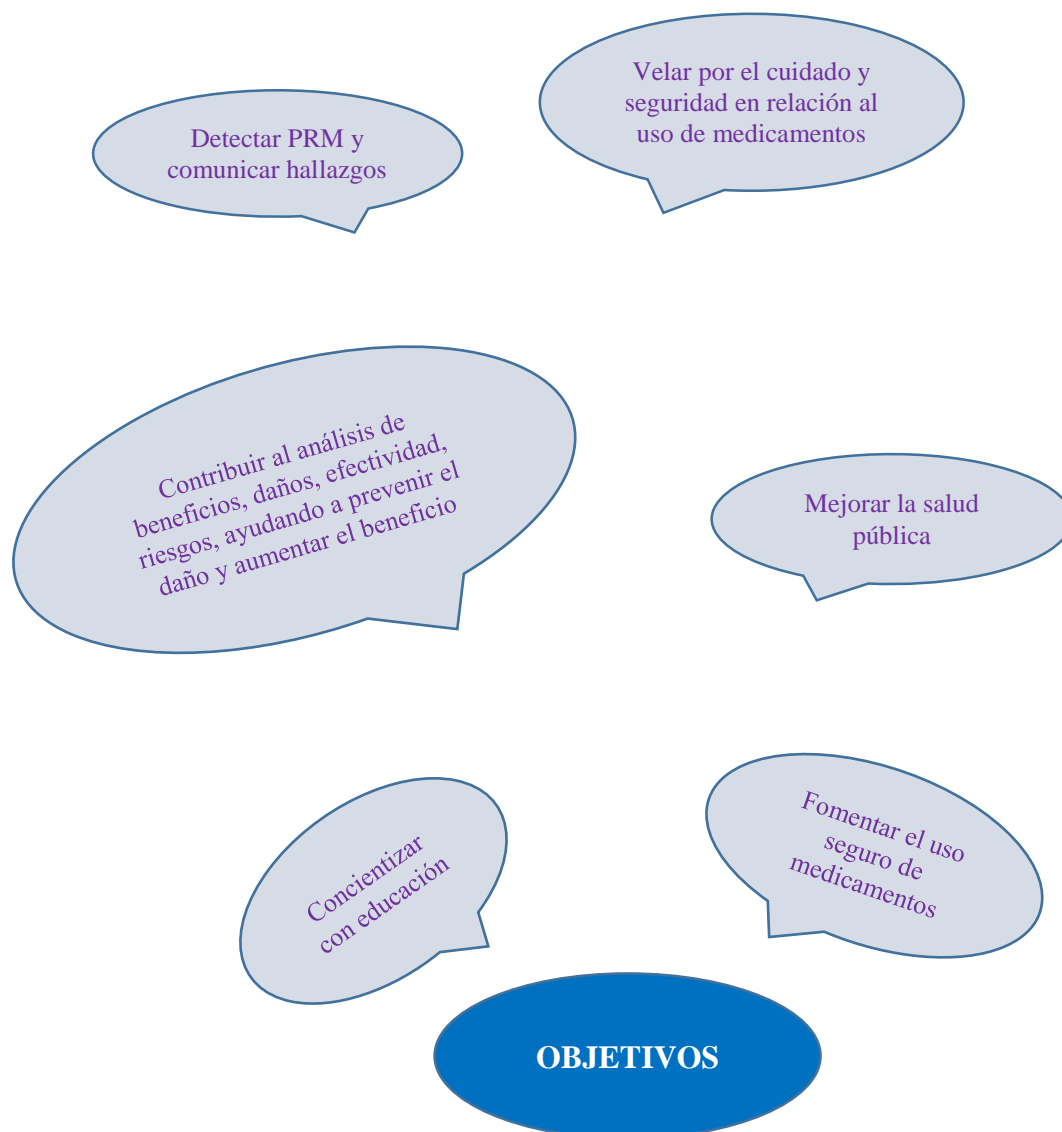 Velar por el cuidado y
seguridad en relación al
uso de medicamentos
Detectar PRM y
comunicar hallazgos
Contribuir al análisis de
beneficios, daños, efectividad,
riesgos, ayudando a prevenir el
daño y aumentar el beneficio
Mejorar la salud
pública
Concientizar
con educación
Fomentar el uso
seguro de
medicamentos
OBJETIVOS